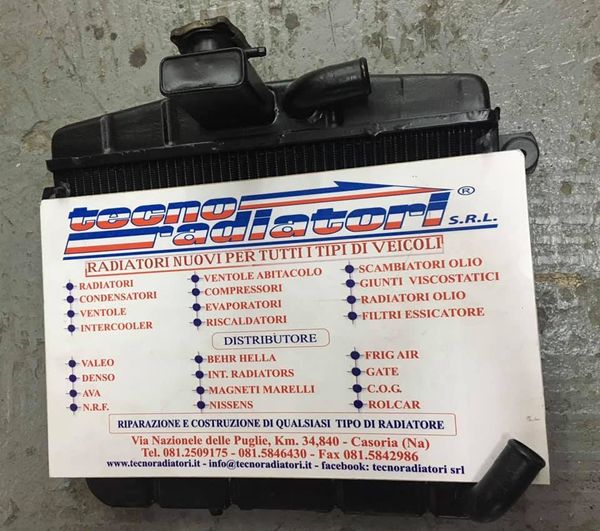 tecno
radiatori ®
S.R.L.
RADIATORI NUOVI PER TUTTI I TIPI DI VEICOLI
RADIATORI
CONDENSATORI
VENTOLE
INTERCOOLER
VENTOLE ABITACOLO
COMPRESSORI
EVAPORATORI
RISCALDATORI
SCAMBIATORI OLIO
GIUNTI VISCOSTATICI
RADIATORI OLIO
FILTRI ESSICATORE
DISTRIBUTORE
VALEO
DENSO
AVA
N.R.F.
BEHR HELLA
INT. RADIATORS
MAGNETI MARELLI
NISSENS
FRIG AIR
GATE
C.O.G.
ROLCAR
RIPARAZIONE E COSTRUZIONE DI QUALSIASI TIPO DI RADIATORE
Via Nazionale delle Puglie, Km. 34,840 - Casoria (Na)
Tel. 081.2509175 - 081.5846430 - Fax 081.5842986
www.tecnoradiatori.it - info@tecnoradiatori.it - facebook: tecnoradiatori srl